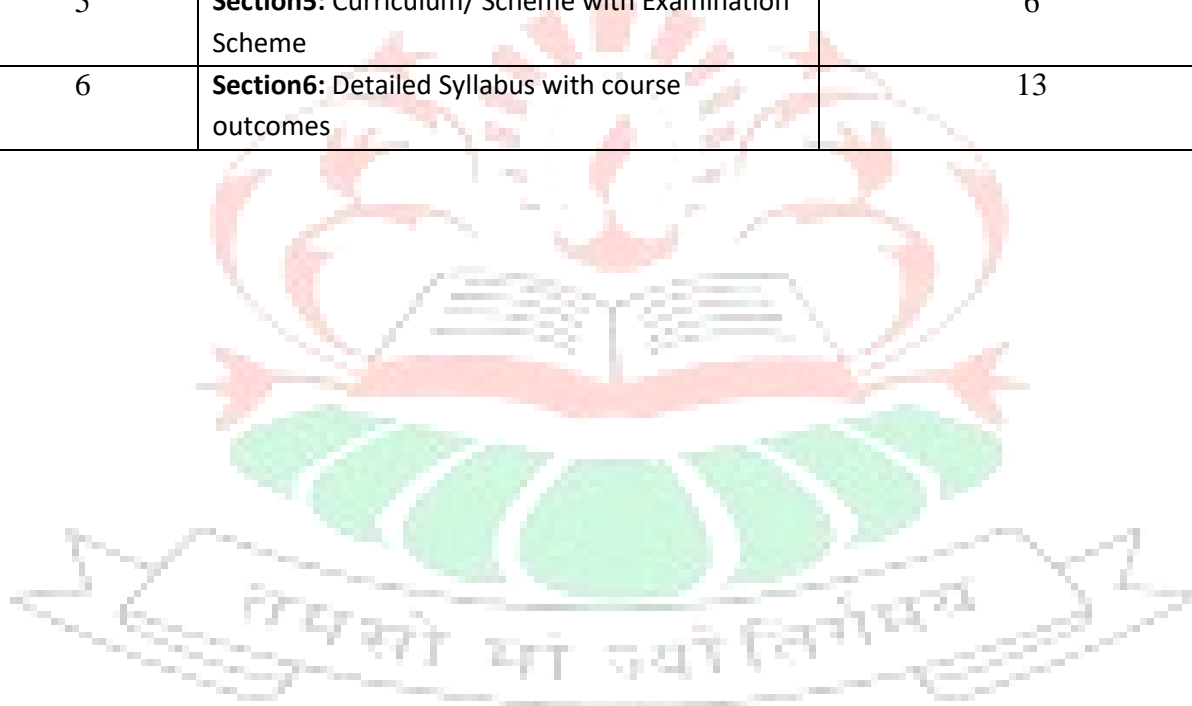 5 Section5: Curriculum/ Scheme with Examination 6
Scheme
6 Section6: Detailed Syllabus with course 13
outcomes
तमसो मा ज्योतिर्गमय